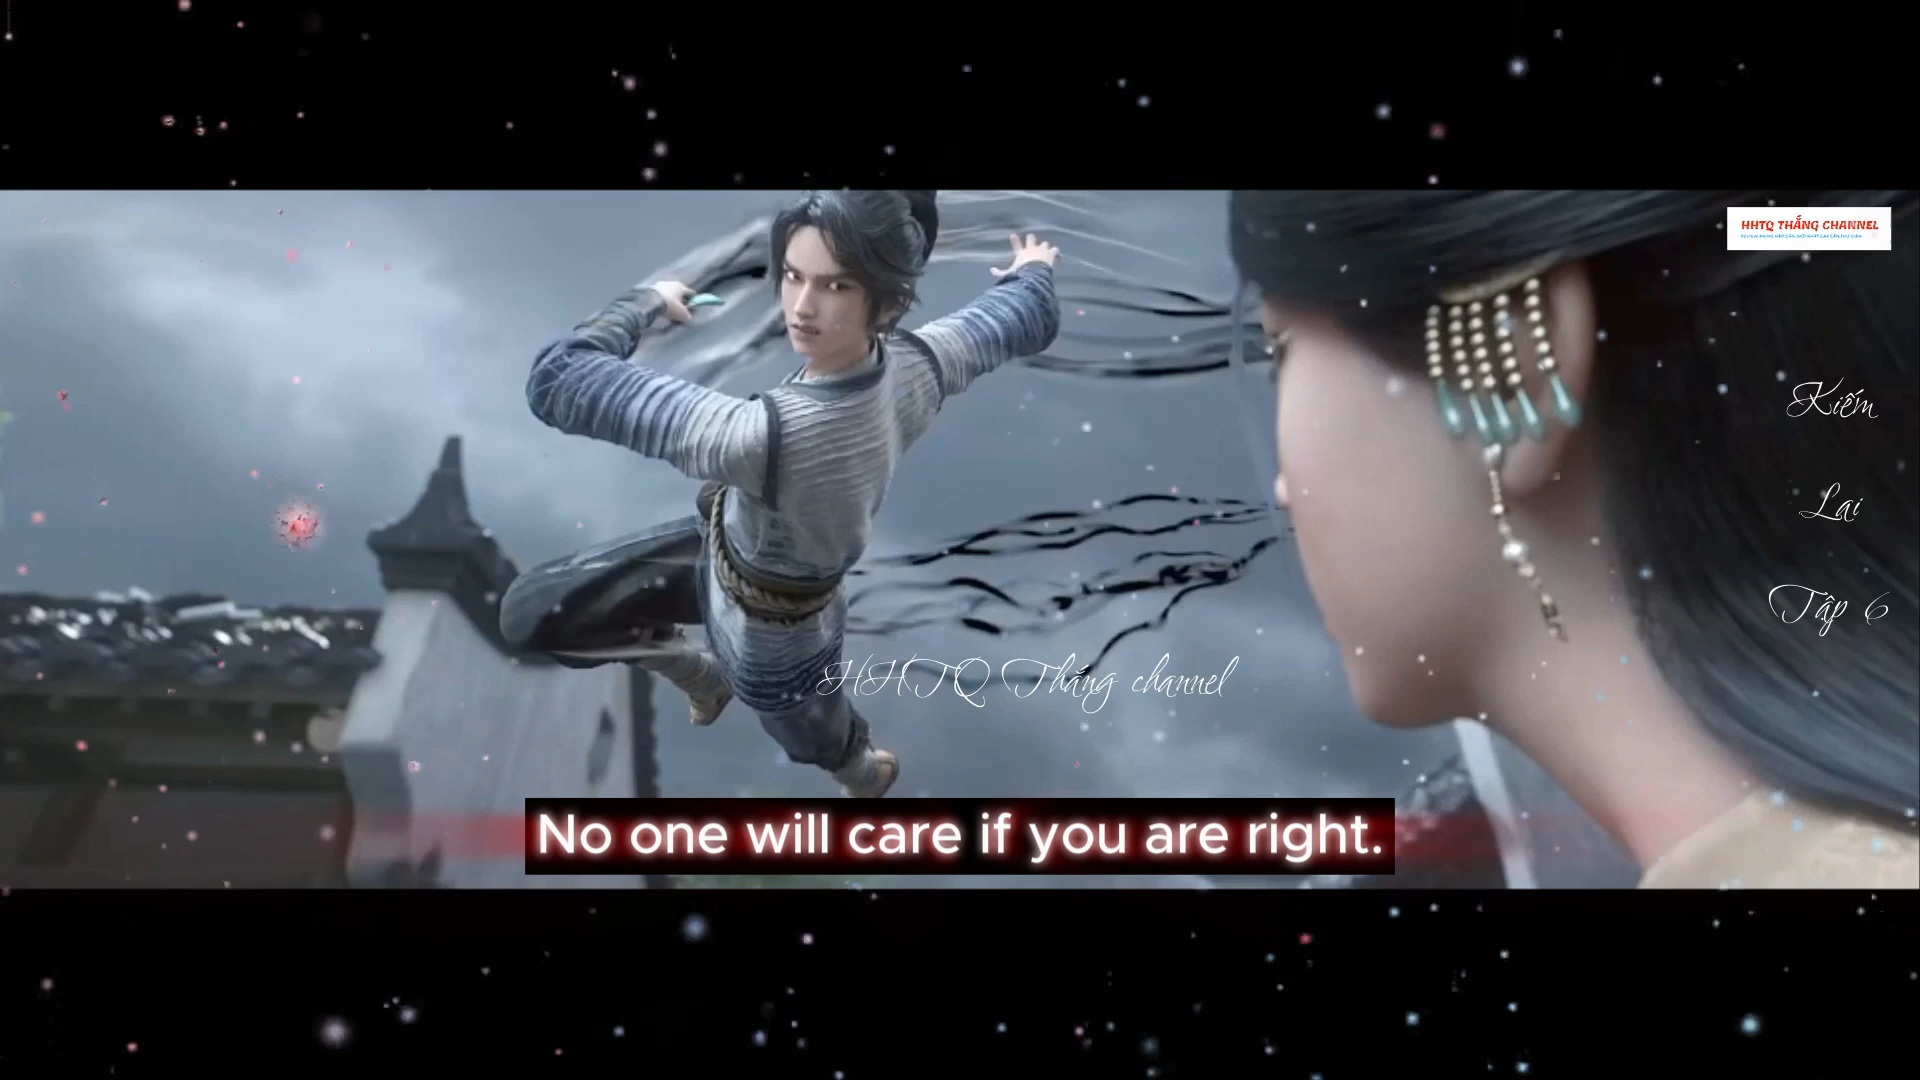 HHTQ THẮNG CHANNEL
Kiếm
Lai
Tập 6
HHTQ Thắng channel
No one will care if you are right.